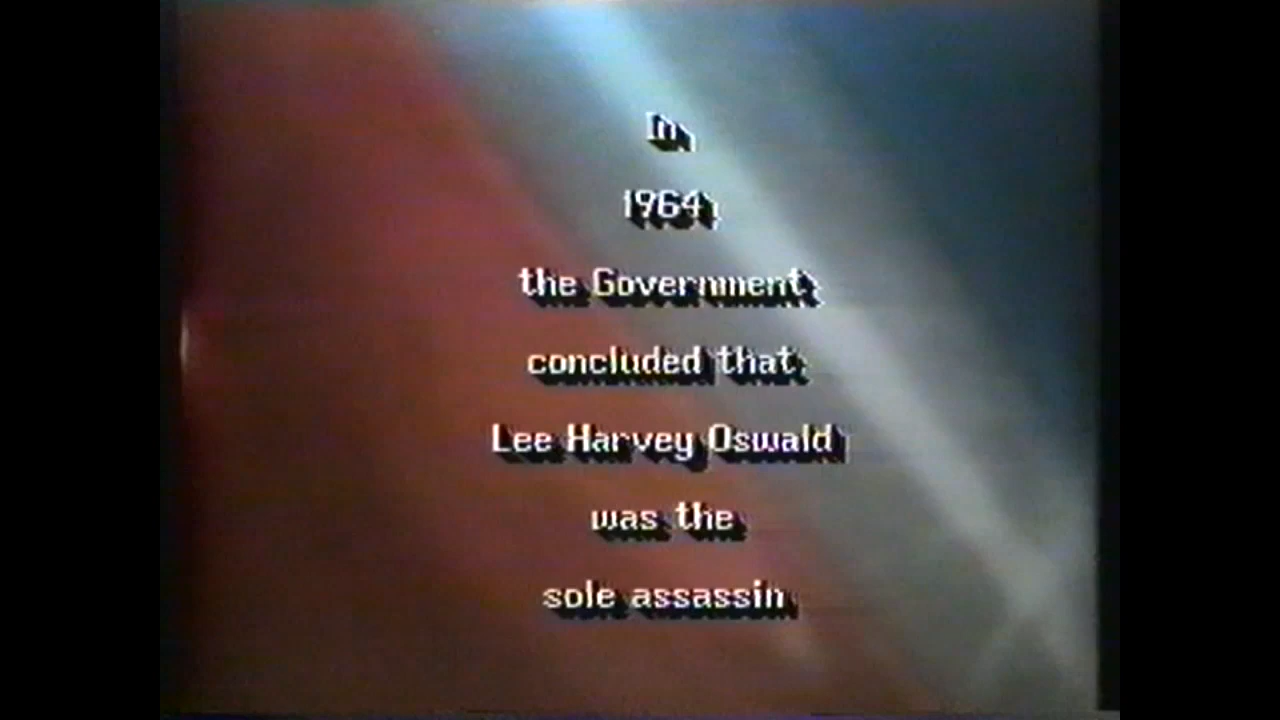 In
1964
the Government
concluded that
Lee Harvey Oswald
was the
sole assassin